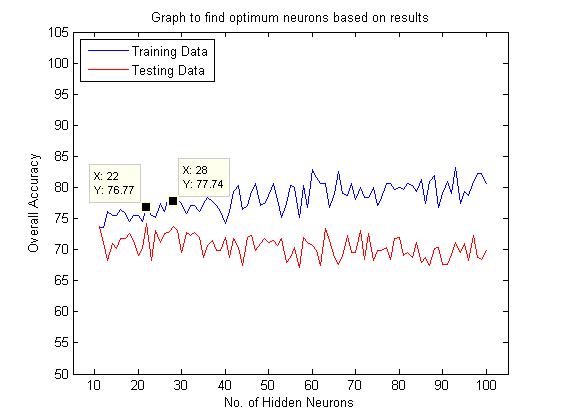 Graph to find optimum neurons based on results
105
100
95
90
85
80
75
70
65
60
55
50
Overall Accuracy
Training Data
Testing Data
X: 22
Y: 76.77
X: 28
Y: 77.74
10 20 30 40 50 60 70 80 90 100
No. of Hidden Neurons